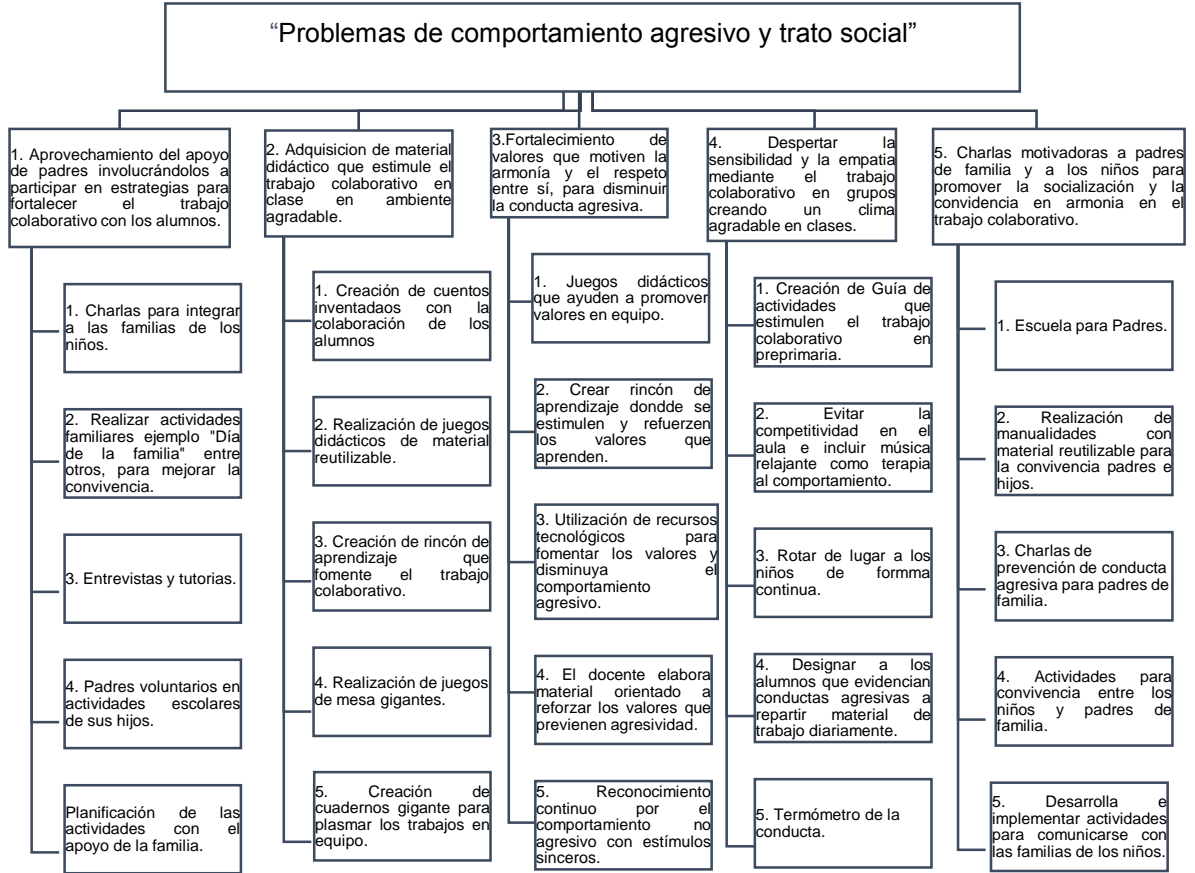 “Problemas de comportamiento agresivo y trato social”
1. Aprovechamiento del apoyo
de padres involucrándolos a
participar en estrategias para
fortalecer el trabajo
colaborativo con los alumnos.
1. Charlas para integrar
a las familias de los
niños.
2. Realizar actividades
familiares ejemplo "Día
de la familia" entre
otros, para mejorar la
convivencia.
3. Entrevistas y tutorias.
4. Padres voluntarios en
actividades escolares
de sus hijos.
Planificación de las
actividades con el
apoyo de la familia.
2. Adquisicion de material
didáctico que estimule el
trabajo colaborativo en
clase en ambiente
agradable.
1. Creación de cuentos
inventadaos con la
colaboración de los
alumnos
2. Realización de juegos
didácticos de material
reutilizable.
3. Creación de rincón de
aprendizaje que
fomente el trabajo
colaborativo.
4. Realización de juegos
de mesa gigantes.
5. Creación de
cuadernos gigante para
plasmar los trabajos en
equipo.
3.Fortalecimiento de
valores que motiven la
armonía y el respeto
entre sí, para disminuir
la conducta agresiva.
1. Juegos didácticos
que ayuden a promover
valores en equipo.
2. Crear rincón de
aprendizaje dondde se
estimulen y refuerzen
los valores que
aprenden.
3. Utilización de recursos
tecnológicos para
fomentar los valores y
disminuya el
comportamiento
agresivo.
4. El docente elabora
material orientado a
reforzar los valores que
previenen agresividad.
5. Reconocimiento
continuo por el
comportamiento no
agresivo con estímulos
sinceros.
4. Despertar la
sensibilidad y la empatia
mediante el trabajo
colaborativo en grupos
creando un clima
agradable en clases.
1. Creación de Guía de
actividades que
estimulen el trabajo
colaborativo en
preprimaria.
2. Evitar la
competitividad en el
aula e incluir música
relajante como terapia
al comportamiento.
3. Rotar de lugar a los
niños de formma
continua.
4. Designar a los
alumnos que evidencian
conductas agresivas a
repartir material de
trabajo diariamente.
5. Termómetro de la
conducta.
5. Charlas motivadoras a padres
de familia y a los niños para
promover la socialización y la
convidencia en armonia en el
trabajo colaborativo.
1. Escuela para Padres.
2. Realización de
manualidades con
material reutilizable para
la convivencia padres e
hijos.
3. Charlas de
prevención de conducta
agresiva para padres de
familia.
4. Actividades para
convivencia entre los
niños y padres de
familia.
5. Desarrolla e
implementar actividades
para comunicarse con
las familias de los niños.